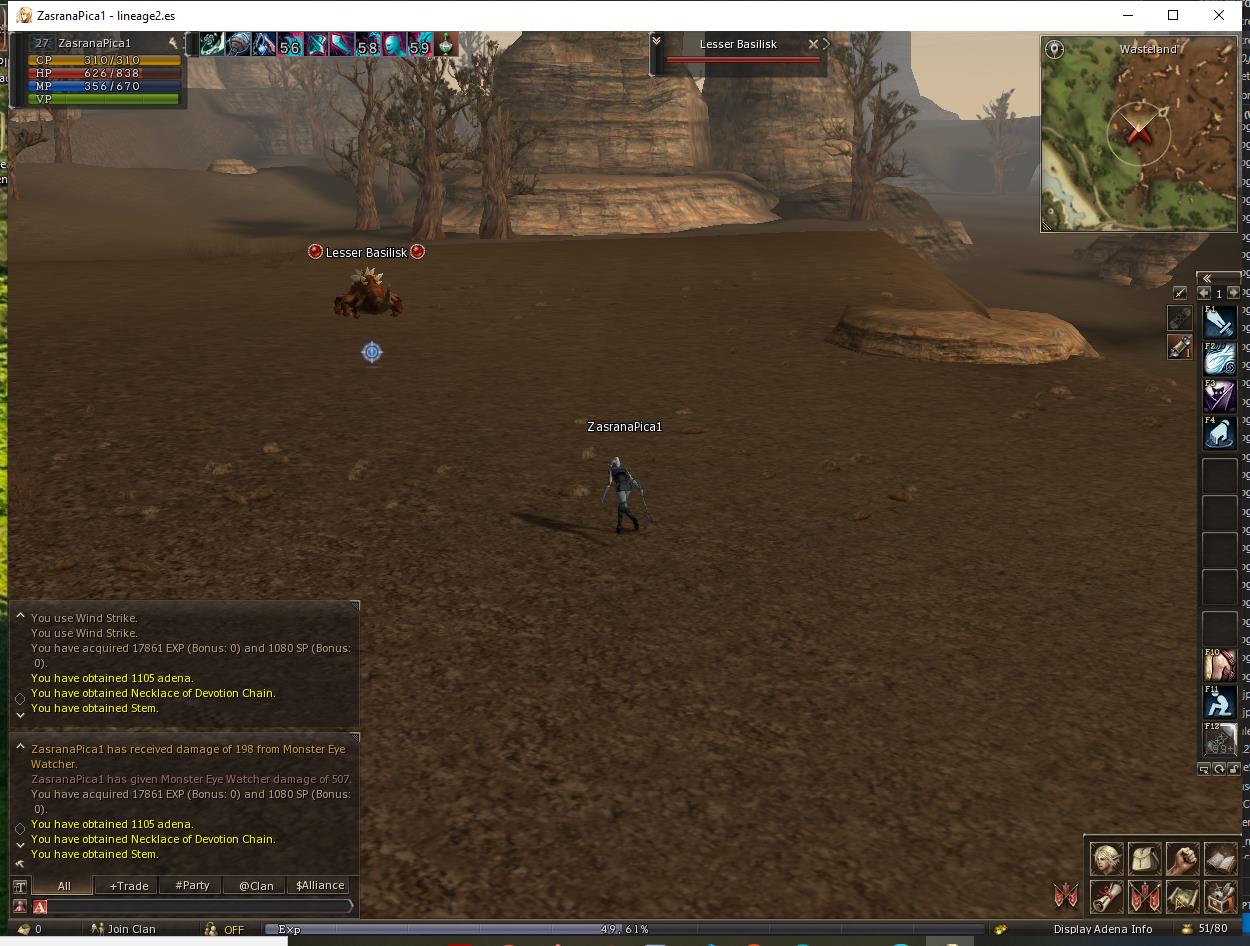 ZasranaPica1 - lineage2.es
27 ZasranaPica1
CP 310/310
HP 626/838
MP 356/670
VP
56
58
59
Lesser Basilisk
Wasteland
Lesser Basilisk
ZasranaPica1
1
F1
1
F2
F3
F4
F10
F11
F12
99+
You use Wind Strike.
You use Wind Strike.
You have acquired 17861 EXP (Bonus: 0) and 1080 SP (Bonus:
0).
You have obtained 1105 adena.
You have obtained Necklace of Devotion Chain.
You have obtained Stem.
ZasranaPica1 has received damage of 198 from Monster Eye
Watcher.
ZasranaPica1 has given Monster Eye Watcher damage of 507.
You have acquired 17861 EXP (Bonus: 0) and 1080 SP (Bonus:
0).
You have obtained 1105 adena.
You have obtained Necklace of Devotion Chain.
You have obtained Stem.
All +Trade #Party @Clan $Alliance
A
0 Join Clan OFF Exp 49.61% Display Adena Info 51/80